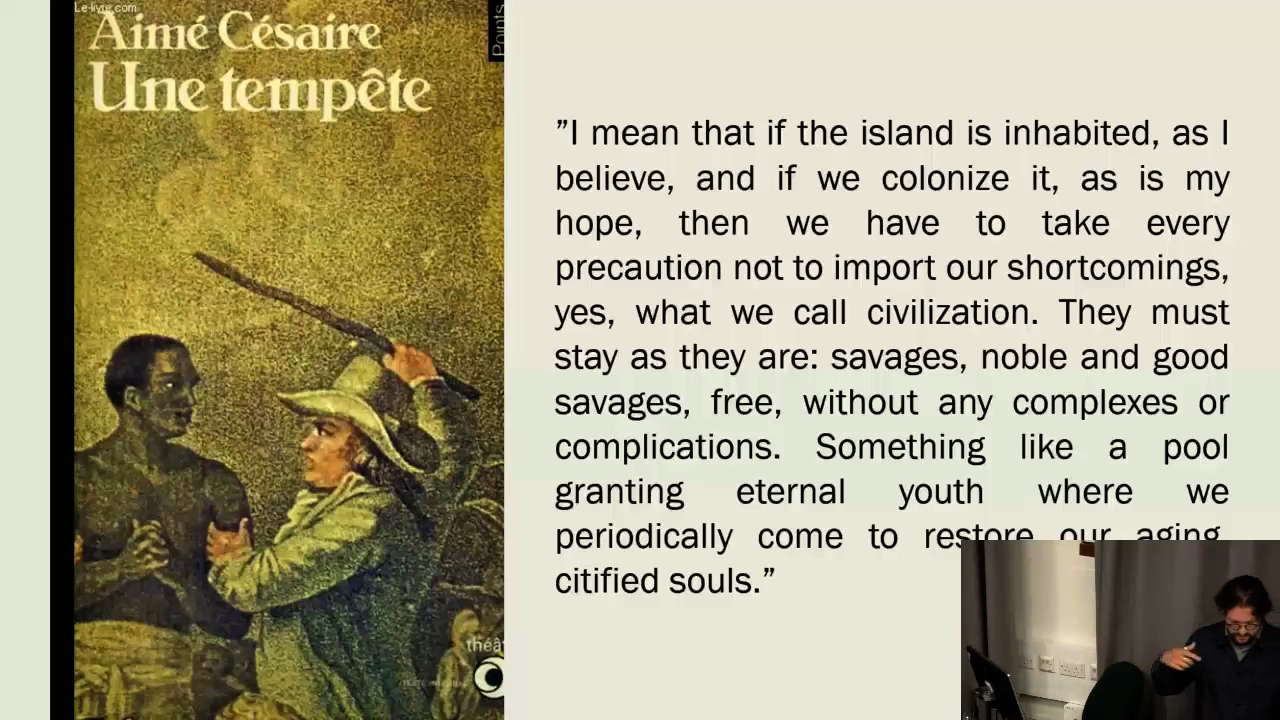 Le-livre.com
Aimé Césaire
Une tempête
Points
théât
TEXTE INTÉGRAL
”I mean that if the island is inhabited, as I
believe, and if we colonize it, as is my
hope, then we have to take every
precaution not to import our shortcomings,
yes, what we call civilization. They must
stay as they are: savages, noble and good
savages, free, without any complexes or
complications. Something like a pool
granting eternal youth where we
periodically come to restore our aging,
citified souls.”